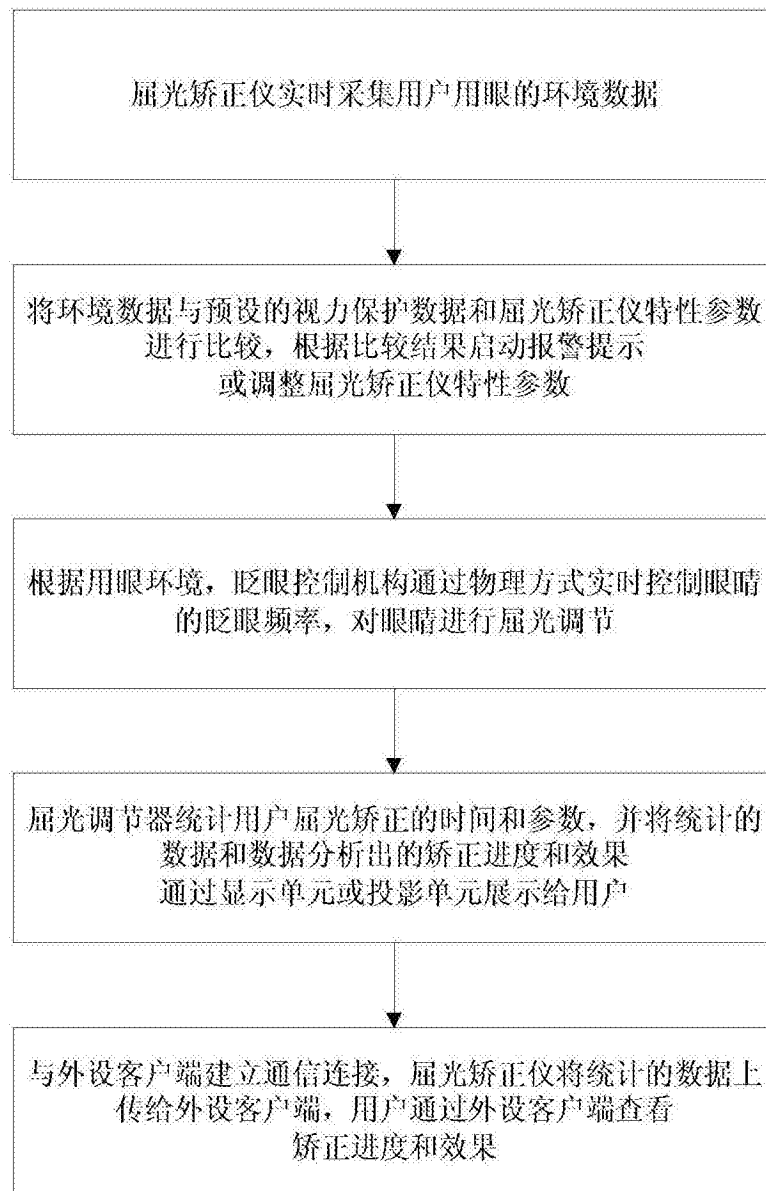 屈光矫正仪实时采集用户用眼的环境数据
将环境数据与预设的视力保护数据和屈光矫正仪特性参数
进行比较，根据比较结果启动报警提示
或调整屈光矫正仪特性参数
根据用眼环境，眨眼控制机构通过物理方式实时控制眼睛
的眨眼频率，对眼睛进行屈光调节
屈光调节器统计用户屈光矫正的时间和参数，并将统计的
数据和数据分析出的矫正进度和效果
通过显示单元或投影单元展示给用户
与外设客户端建立通信连接，屈光矫正仪将统计的数据上
传给外设客户端，用户通过外设客户端查看
矫正进度和效果